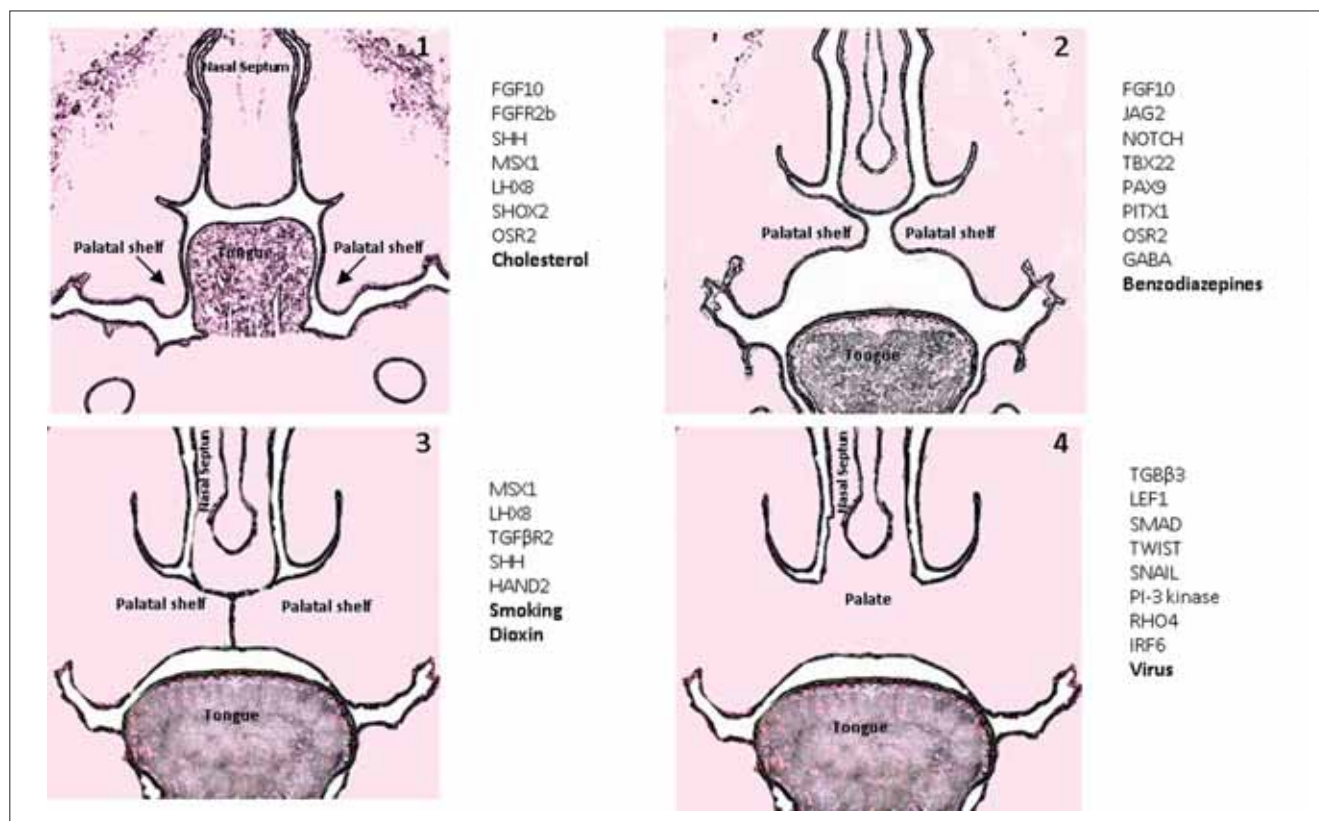 1
Nasal Septum
Palatal shelf
Tongue
Palatal shelf
FGF10
FGFR2b
SHH
MSX1
LHX8
SHOX2
OSR2
Cholesterol
2
Palatal shelf
Palatal shelf
Tongue
FGF10
JAG2
NOTCH
TBX22
PAX9
PITX1
OSR2
GABA
Benzodiazepines
3
Nasal Septun
Palatal shelf
Palatal shelf
Tongue
MSX1
LHX8
TGFβR2
SHH
HAND2
Smoking
Dioxin
4
Nasal Septun
Palate
Tongue
TGBβ3
LEF1
SMAD
TWIST
SNAIL
PI-3 kinase
RHO4
IRF6
Virus